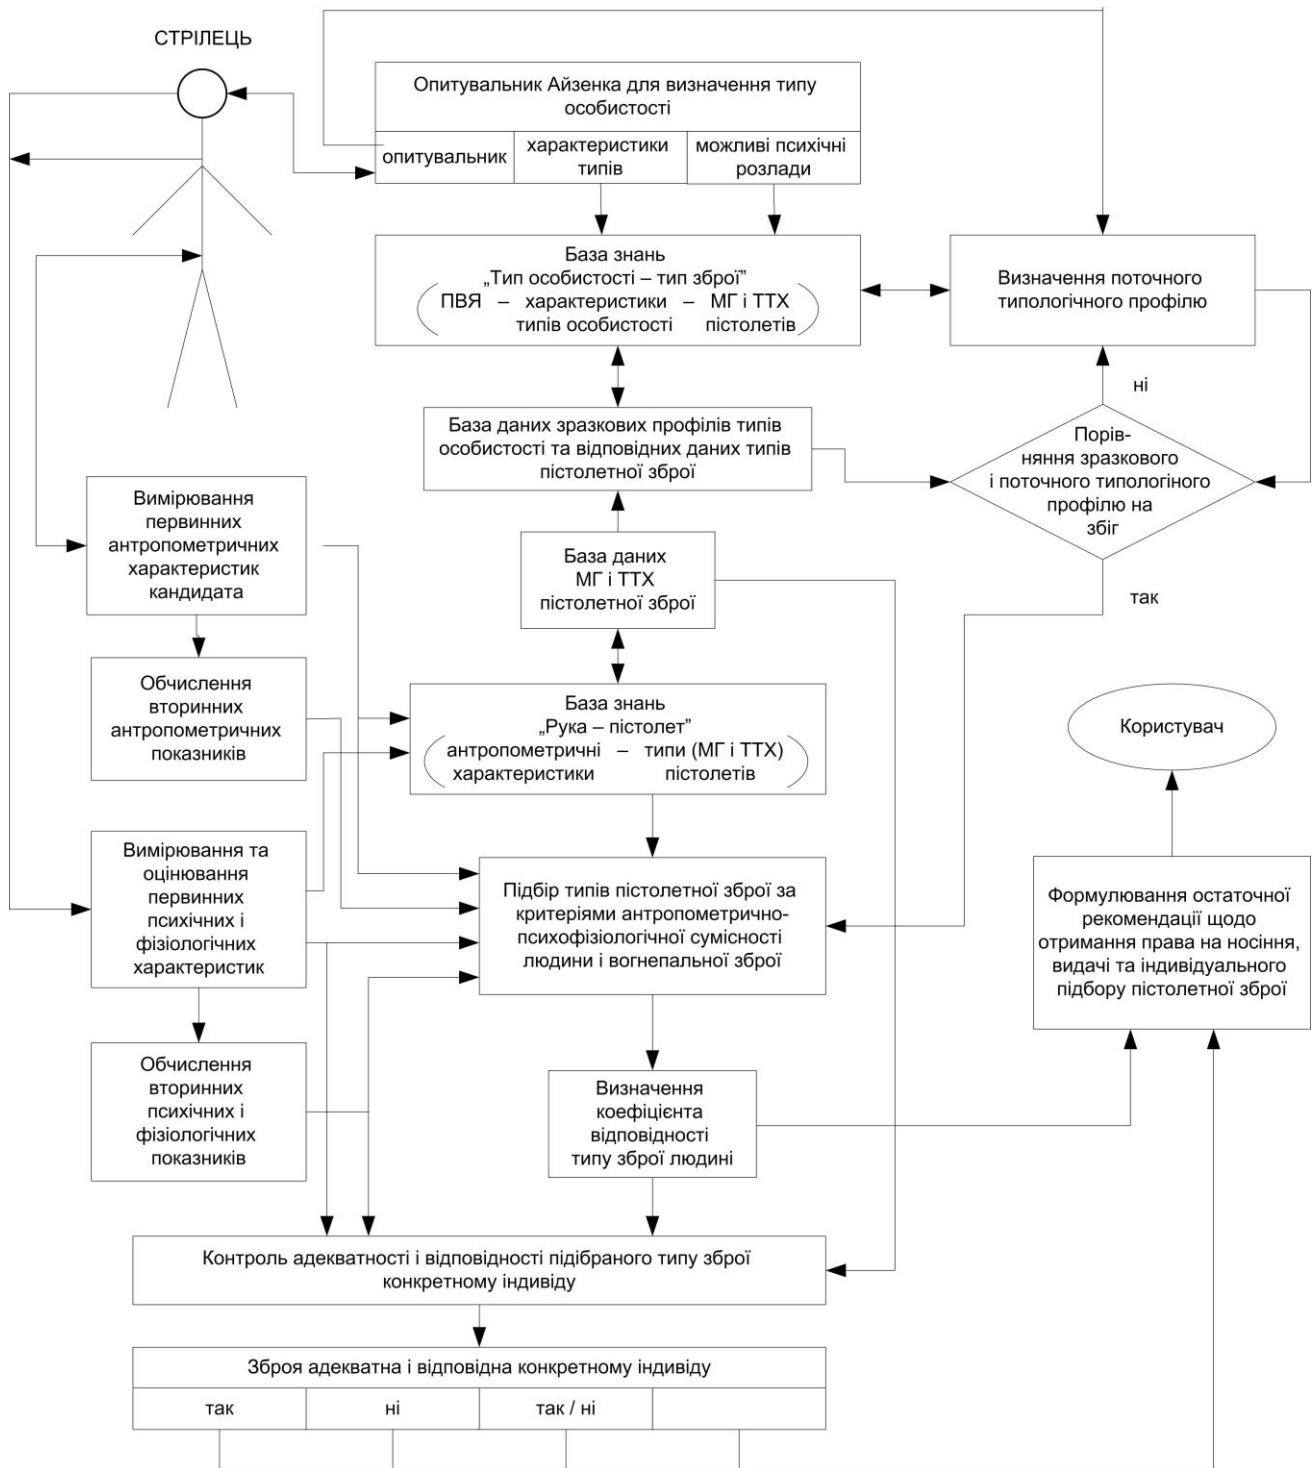 СТРІЛЕЦЬ
Опитувальник Айзенка для визначення типу
особистості
опитувальник
характеристики
типів
можливі психічні
розлади
База знань
„Тип особистості – тип зброї”
ПВЯ – характеристики – МГ і ТТХ
типів особистості пістолетів
Визначення поточного
типологічного профілю
ні
База даних зразкових профілів типів
особистості та відповідних даних типів
пістолетної зброї
Порів-
няння зразкового
і поточного типологіного
профілю на
збіг
так
Вимірювання
первинних
антропометричних
характеристик
кандидата
База даних
МГ і ТТХ
пістолетної зброї
Обчислення
вторинних
антропометричних
показників
База знань
„Рука – пістолет”
антропометричні – типи (МГ і ТТХ)
характеристики пістолетів
Користувач
Вимірювання та
оцінювання
первинних
психічних і
фізіологічних
характеристик
Підбір типів пістолетної зброї за
критеріями антропометрично-
психофізіологічної сумісності
людини і вогнепальної зброї
Формулювання остаточної
рекомендації щодо
отримання права на носіння,
видачі та індивідуального
підбору пістолетної зброї
Обчислення
вторинних
психічних і
фізіологічних
показників
Визначення
коефіцієнта
відповідності
типу зброї людині
Контроль адекватності і відповідності підібраного типу зброї
конкретному індивіду
Зброя адекватна і відповідна конкретному індивіду
так
ні
так / ні